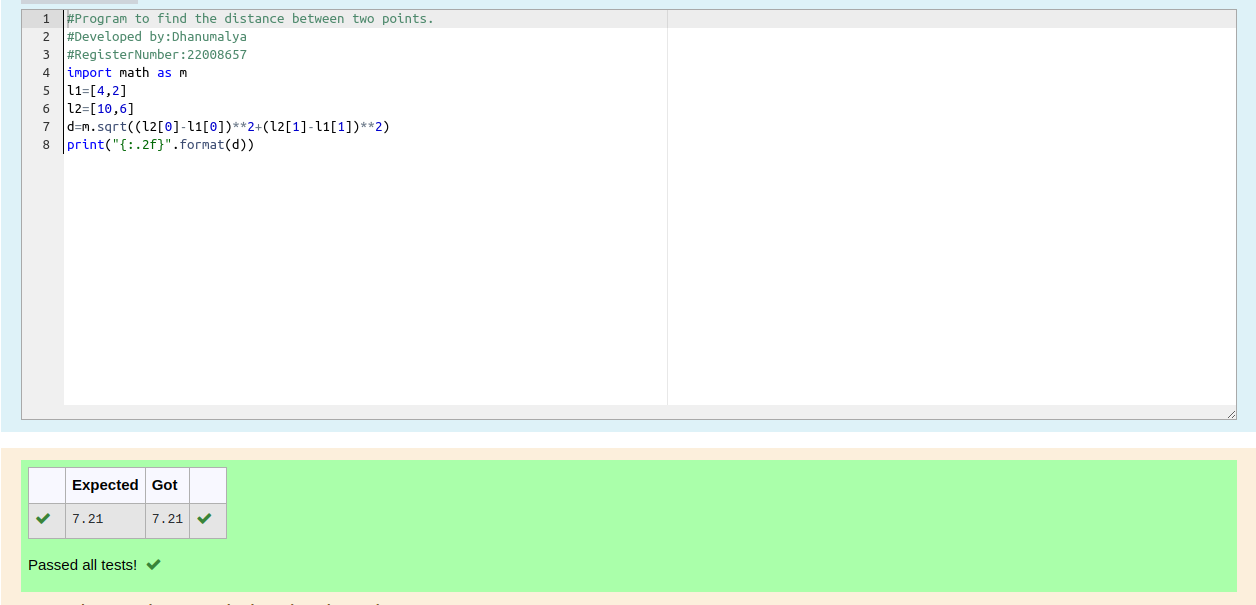 1 #Program to find the distance between two points.
2 #Developed by:Dhanumalya
3 #RegisterNumber:22008657
4 import math as m
5 l1=[4,2]
6 l2=[10,6]
7 d=m.sqrt((l2[0]-l1[0])**2+(l2[1]-l1[1])**2)
8 print("{:.2f}".format(d))
Expected Got
7.21 7.21
Passed all tests!